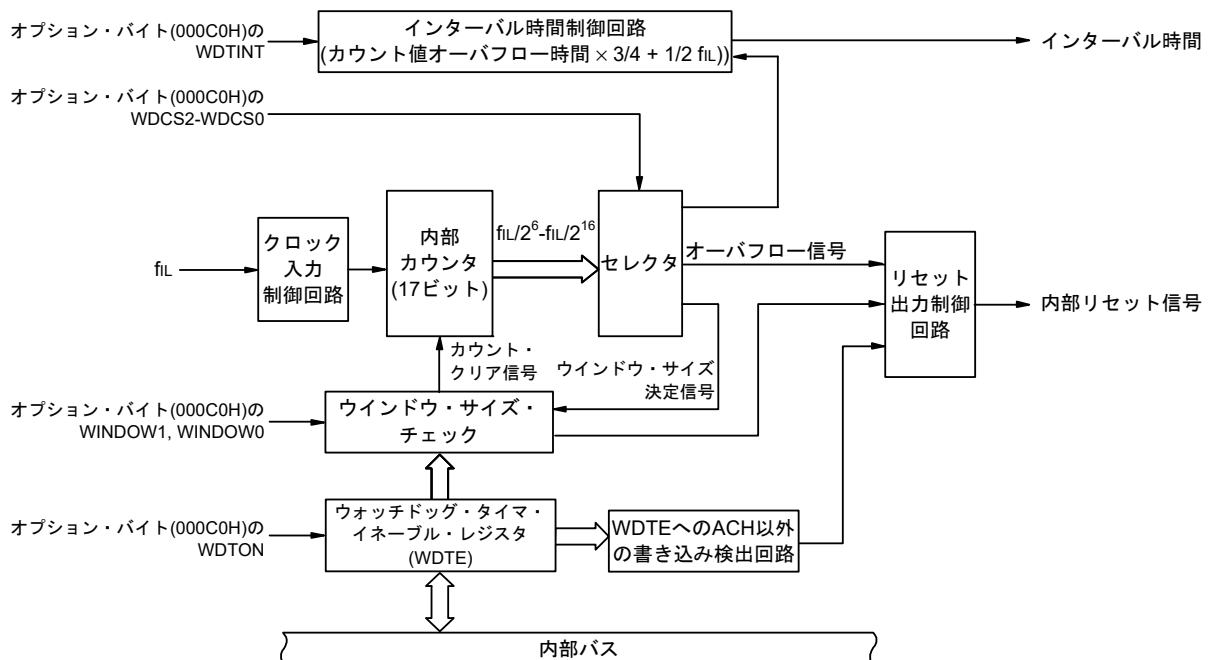 オプション・バイト(000C0H)の
WDTINT
インターバル時間制御回路
(カウント値オーバフロー時間 × 3/4 + 1/2 fIL))
インターバル時間
オプション・バイト(000C0H)の
WDCS2-WDCS0
fIL
クロック
入力
制御回路
内部
カウンタ
(17ビット)
fIL/2^6-fIL/2^16
セレクタ
オーバフロー信号
リセット
出力制御
回路
内部リセット信号
カウント・
クリア信号
ウインドウ・サイズ
決定信号
オプション・バイト(000C0H)の
WINDOW1, WINDOW0
ウインドウ・サイズ・
チェック
オプション・バイト(000C0H)の
WDTON
ウォッチドッグ・タイマ・
イネーブル・レジスタ
(WDTE)
WDTEへのACH以外
の書き込み検出回路
内部バス